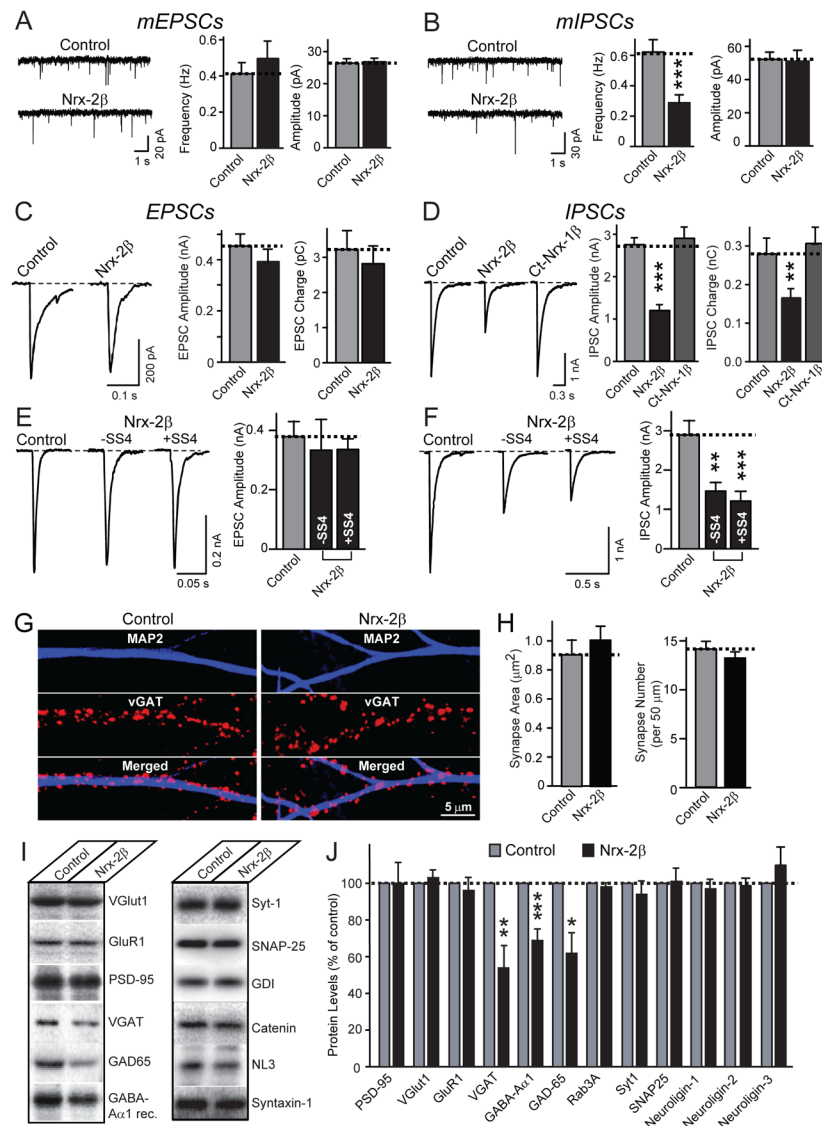 A
mEPSCs
Control
Nrx-2β
1 s
20 pA
Frequency (Hz)
0.6
0.4
0.2
0
Control
Nrx-2β
Amplitude (pA)
30
20
10
0
Control
Nrx-2β
B
mIPSCs
Control
Nrx-2β
1 s
30 pA
Frequency (Hz)
0.6
0.4
0.2
0
***
Control
Nrx-2β
Amplitude (pA)
60
40
20
0
Control
Nrx-2β
C
EPSCs
Control
Nrx-2β
0.1 s
200 pA
EPSC Amplitude (nA)
0.4
0.2
0
Control
Nrx-2β
EPSC Charge (pC)
3
2
1
0
Control
Nrx-2β
D
IPSCs
Control
Nrx-2β
Ct-Nrx-1β
0.3 s
1 nA
IPSC Amplitude (nA)
3
2
1
0
***
Control
Nrx-2β
Ct-Nrx-1β
IPSC Charge (nC)
0.3
0.2
0.1
0.0
**
Control
Nrx-2β
Ct-Nrx-1β
E
Nrx-2β
Control
-SS4
+SS4
0.05 s
0.2 nA
EPSC Amplitude (nA)
0.4
0.2
0
-SS4
+SS4
Control
Nrx-2β
F
Nrx-2β
Control
-SS4
+SS4
0.5 s
1 nA
IPSC Amplitude (nA)
3
2
1
0
**
***
-SS4
+SS4
Control
Nrx-2β
G
Control
Nrx-2β
MAP2
MAP2
vGAT
vGAT
Merged
Merged
5 μm
H
Synapse Area (μm²)
1.0
0.8
0.6
0.4
0.2
0
Control
Nrx-2β
Synapse Number
(per 50 μm)
15
10
5
0
Control
Nrx-2β
I
Control
Nrx-2β
VGlut1
GluR1
PSD-95
VGAT
GAD65
GABA-
Aα1 rec.
Control
Nrx-2β
Syt-1
SNAP-25
GDI
Catenin
NL3
Syntaxin-1
J
Control
Nrx-2β
Protein Levels (% of control)
100
80
60
40
20
0
**
***
*
PSD-95
VGlut1
GluR1
VGAT
GABA-Aα1
GAD-65
Rab3A
Syt1
SNAP25
Neuroligin-1
Neuroligin-2
Neuroligin-3